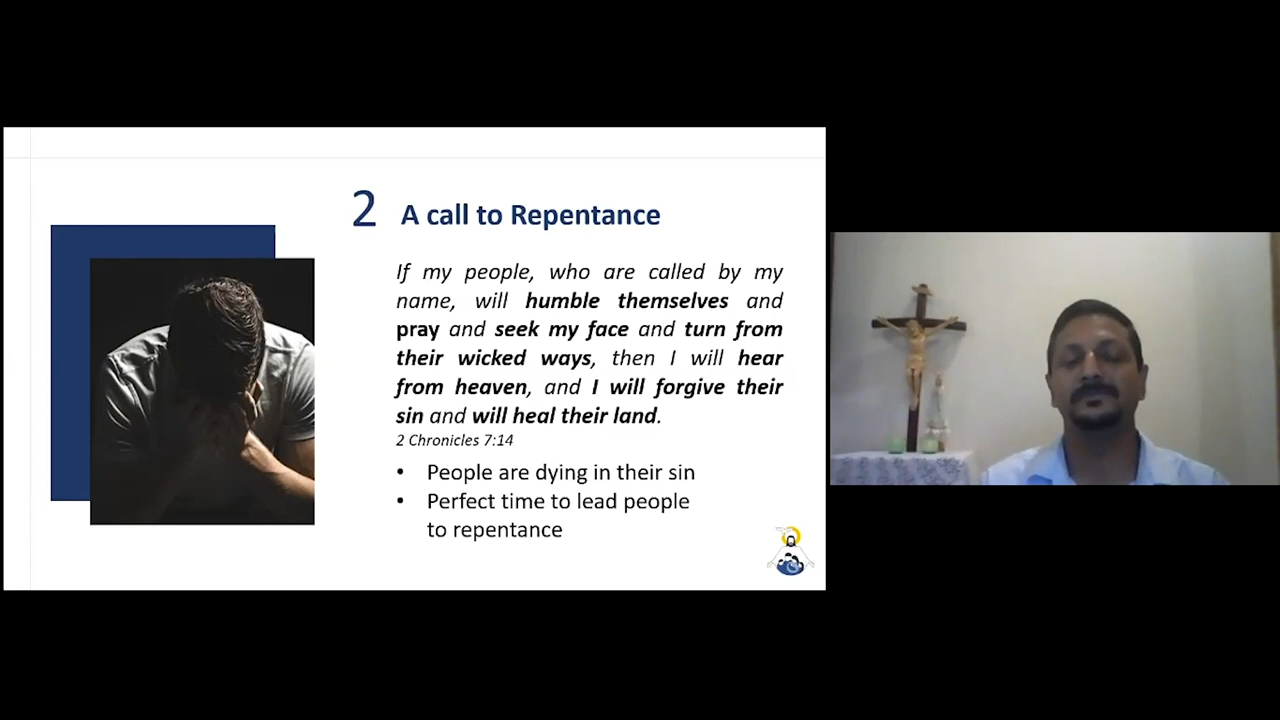 2 A call to Repentance
If my people, who are called by my
name, will humble themselves and
pray and seek my face and turn from
their wicked ways, then I will hear
from heaven, and I will forgive their
sin and will heal their land.
2 Chronicles 7:14
• People are dying in their sin
• Perfect time to lead people
to repentance